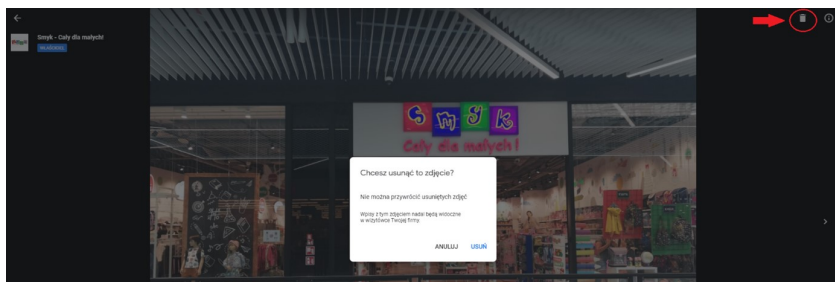 Smyk - Cały dla małych!
WŁAŚCICIEL
smyk
Cały dla małych!
Chcesz usunąć to zdjęcie?
Nie można przywrócić usuniętych zdjęć
Wpisy z tym zdjęciem nadal będą widoczne
w wizytówce Twojej firmy.
ANULUJ USUŃ